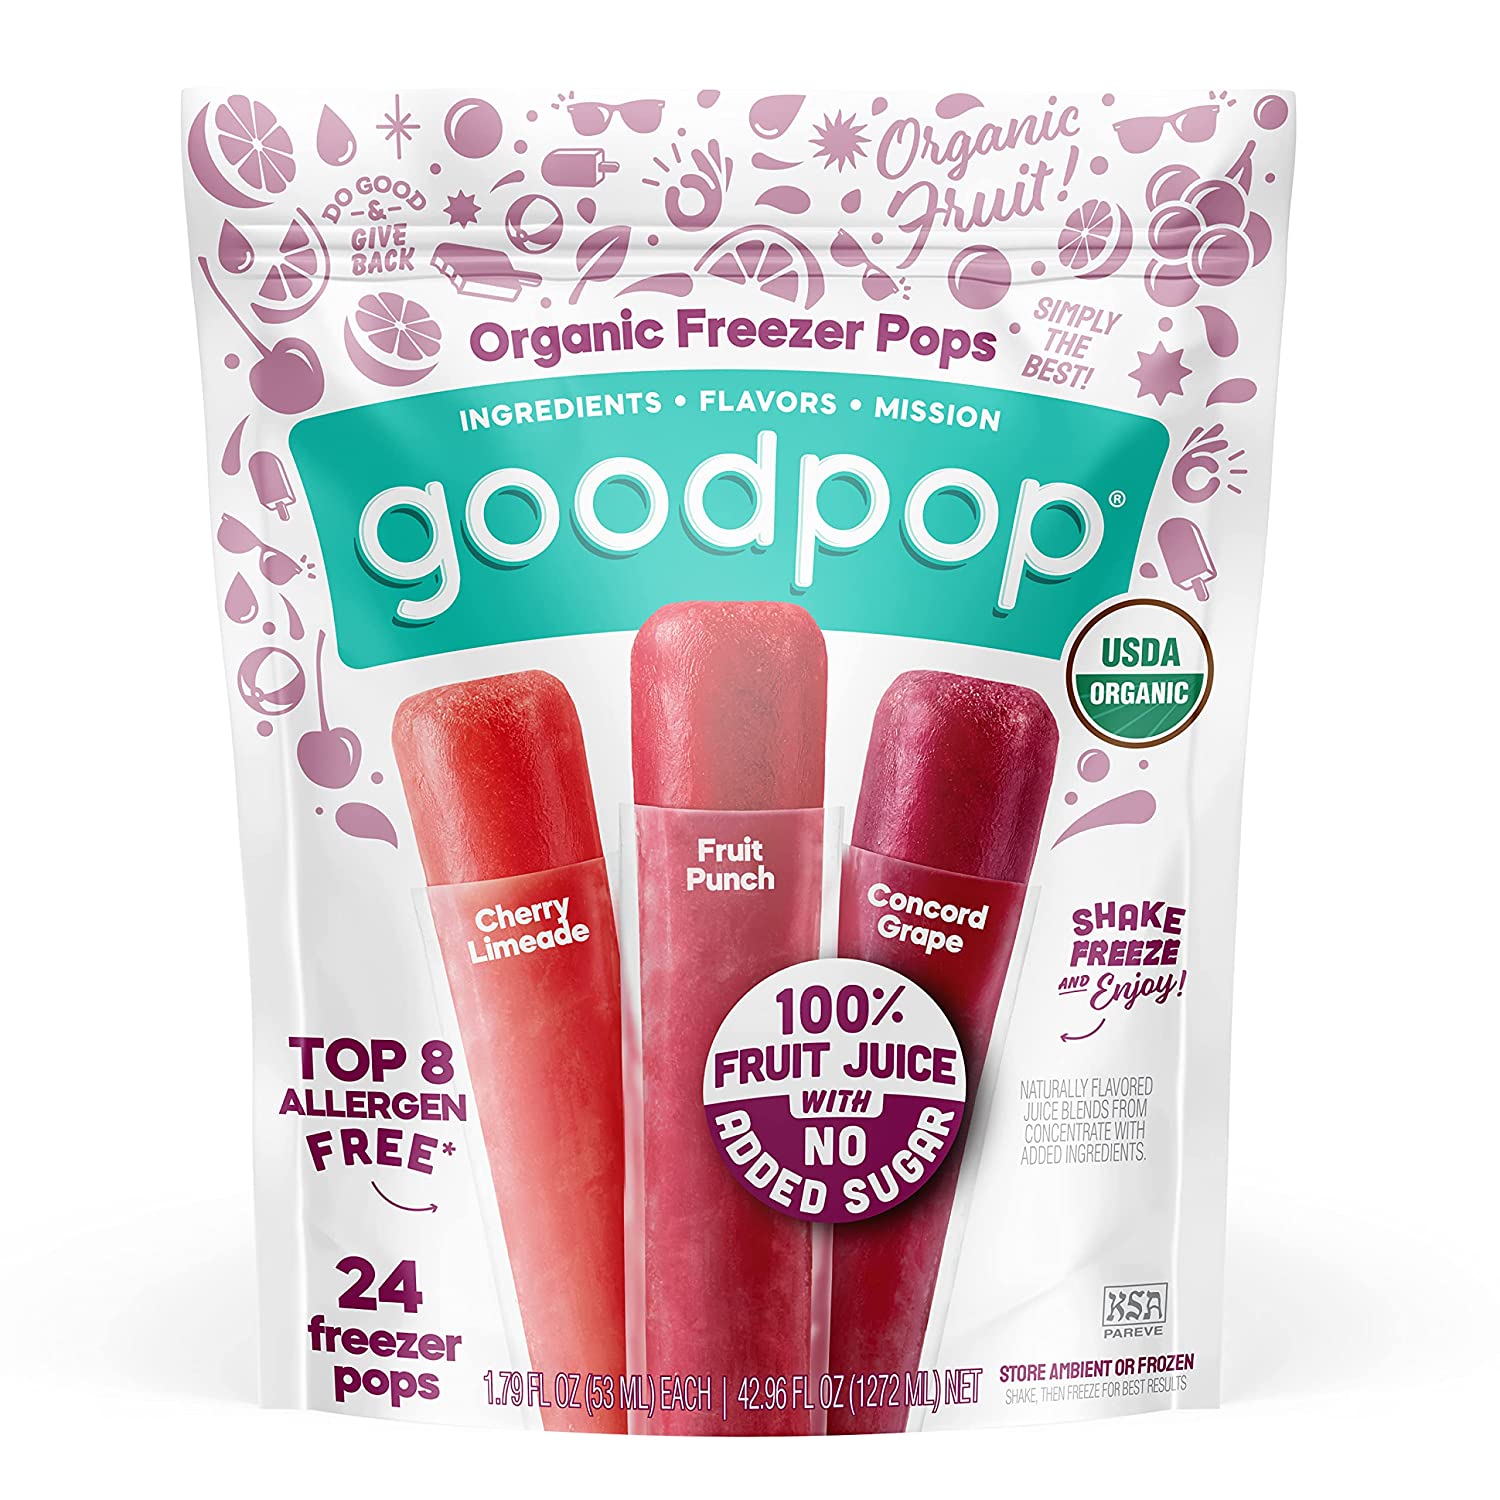 Organic
Fruit!
DO GOOD
-&-
GIVE
BACK
SIMPLY
THE
BEST!
Organic Freezer Pops
INGREDIENTS • FLAVORS • MISSION
goodpop®
USDA
ORGANIC
Cherry
Limeade
Fruit
Punch
Concord
Grape
SHAKE
FREEZE
AND Enjoy!
100%
FRUIT JUICE
WITH
NO
ADDED SUGAR
TOP 8
ALLERGEN
FREE*
NATURALLY FLAVORED
JUICE BLENDS FROM
CONCENTRATE WITH
ADDED INGREDIENTS.
24
freezer
pops
KSA
PAREVE
1.79 FL OZ (53 ML) EACH | 42.96 FL OZ (1272 ML) NET
STORE AMBIENT OR FROZEN
SHAKE, THEN FREEZE FOR BEST RESULTS